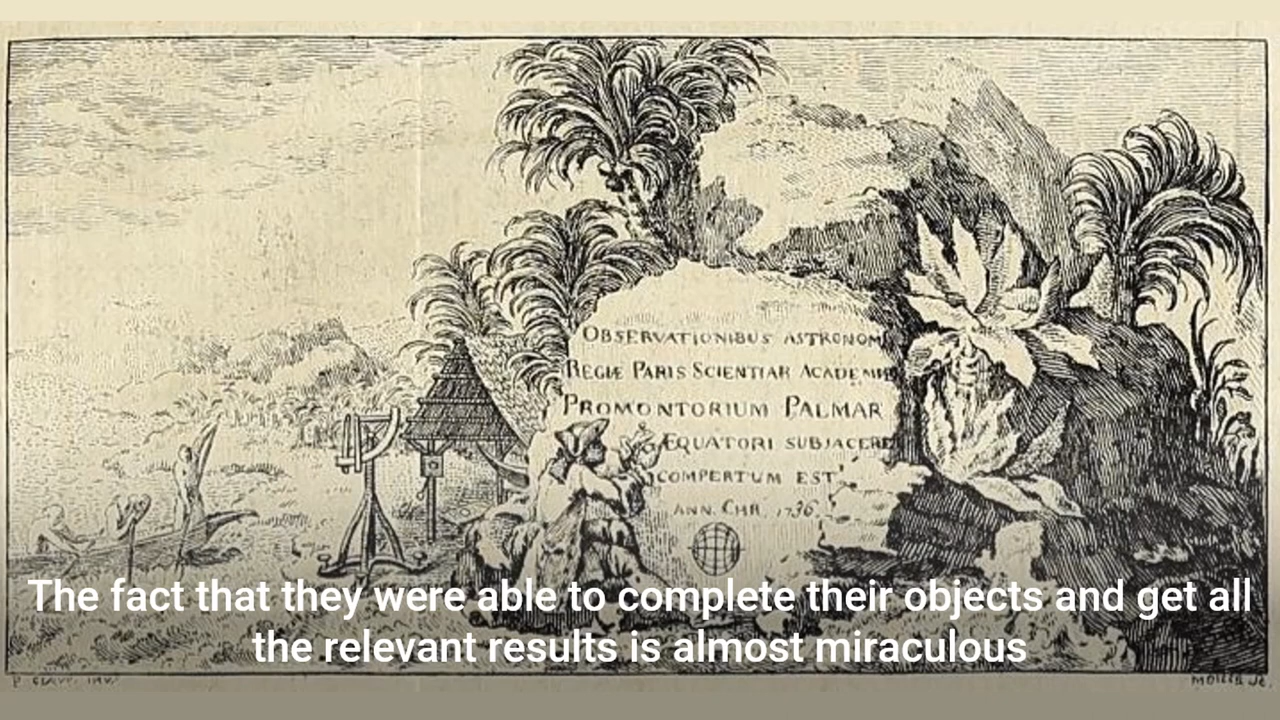 OBSERVATIONIBUS ASTRONOM
REGIÆ PARIS SCIENTIAR ACADEMIÆ
PROMONTORIUM PALMAR
ÆQUATORI SUBJACERE
COMPERTUM EST
ANN. CHR. 1736
The fact that they were able to complete their objects and get all
the relevant results is almost miraculous